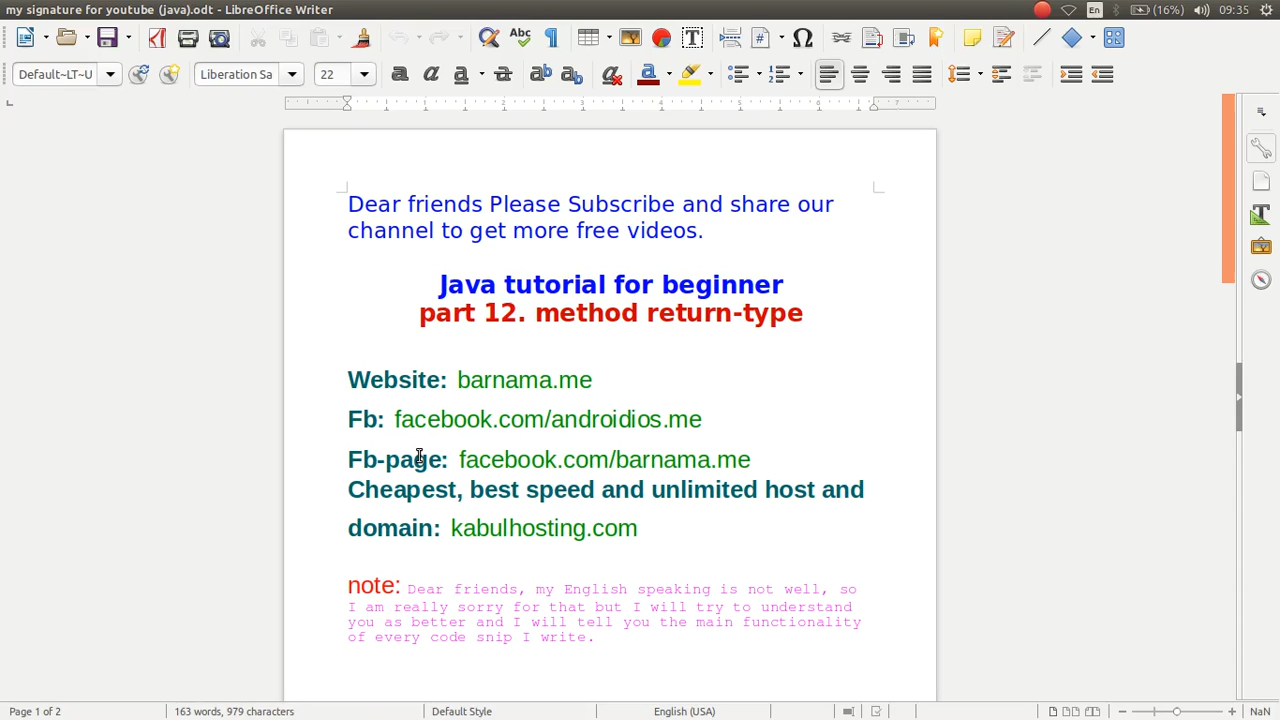 my signature for youtube (java).odt - LibreOffice Writer
En
(16%)
09:35
Default~LT~U
Liberation Sa
22
Dear friends Please Subscribe and share our
channel to get more free videos.
Java tutorial for beginner
part 12. method return-type
Website: barnama.me
Fb: facebook.com/androidios.me
Fb-page: facebook.com/barnama.me
Cheapest, best speed and unlimited host and
domain: kabulhosting.com
note: Dear friends, my English speaking is not well, so
I am really sorry for that but I will try to understand
you as better and I will tell you the main functionality
of every code snip I write.
Page 1 of 2
163 words, 979 characters
Default Style
English (USA)
NaN